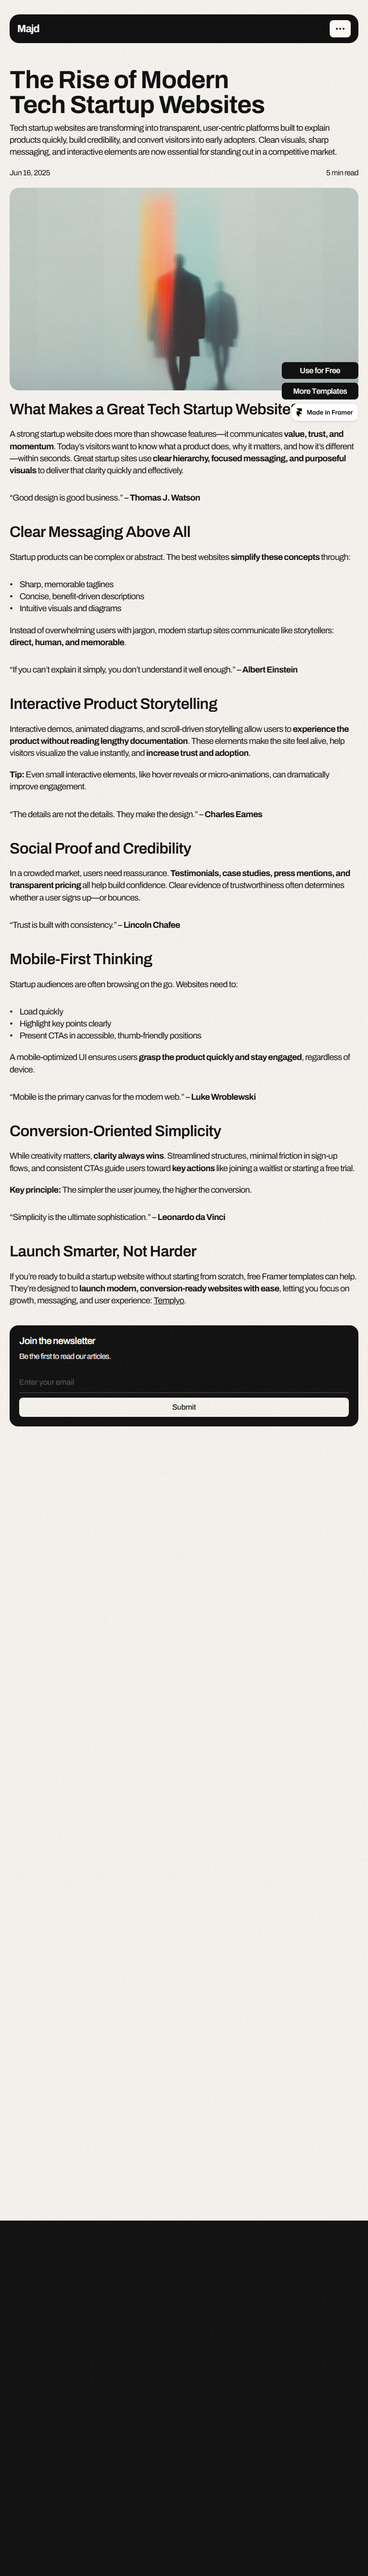 Majd
The Rise of Modern
Tech Startup Websites
Tech startup websites are transforming into transparent, user-centric platforms built to explain
products quickly, build credibility, and convert visitors into early adopters. Clean visuals, sharp
messaging, and interactive elements are now essential for standing out in a competitive market.
Jun 16, 2025
5 min read
Use for Free
More Templates
Made in Framer
What Makes a Great Tech Startup Website?
A strong startup website does more than showcase features—it communicates value, trust, and
momentum. Today’s visitors want to know what a product does, why it matters, and how it’s different
—within seconds. Great startup sites use clear hierarchy, focused messaging, and purposeful
visuals to deliver that clarity quickly and effectively.
“Good design is good business.” – Thomas J. Watson
Clear Messaging Above All
Startup products can be complex or abstract. The best websites simplify these concepts through:
• Sharp, memorable taglines
• Concise, benefit-driven descriptions
• Intuitive visuals and diagrams
Instead of overwhelming users with jargon, modern startup sites communicate like storytellers:
direct, human, and memorable.
“If you can’t explain it simply, you don’t understand it well enough.” – Albert Einstein
Interactive Product Storytelling
Interactive demos, animated diagrams, and scroll-driven storytelling allow users to experience the
product without reading lengthy documentation. These elements make the site feel alive, help
visitors visualize the value instantly, and increase trust and adoption.
Tip: Even small interactive elements, like hover reveals or micro-animations, can dramatically
improve engagement.
“The details are not the details. They make the design.” – Charles Eames
Social Proof and Credibility
In a crowded market, users need reassurance. Testimonials, case studies, press mentions, and
transparent pricing all help build confidence. Clear evidence of trustworthiness often determines
whether a user signs up—or bounces.
“Trust is built with consistency.” – Lincoln Chafee
Mobile-First Thinking
Startup audiences are often browsing on the go. Websites need to:
• Load quickly
• Highlight key points clearly
• Present CTAs in accessible, thumb-friendly positions
A mobile-optimized UI ensures users grasp the product quickly and stay engaged, regardless of
device.
“Mobile is the primary canvas for the modern web.” – Luke Wroblewski
Conversion-Oriented Simplicity
While creativity matters, clarity always wins. Streamlined structures, minimal friction in sign-up
flows, and consistent CTAs guide users toward key actions like joining a waitlist or starting a free trial.
Key principle: The simpler the user journey, the higher the conversion.
“Simplicity is the ultimate sophistication.” – Leonardo da Vinci
Launch Smarter, Not Harder
If you’re ready to build a startup website without starting from scratch, free Framer templates can help.
They’re designed to launch modern, conversion-ready websites with ease, letting you focus on
growth, messaging, and user experience: Templyo.
Join the newsletter
Be the first to read our articles.
Enter your email
Submit